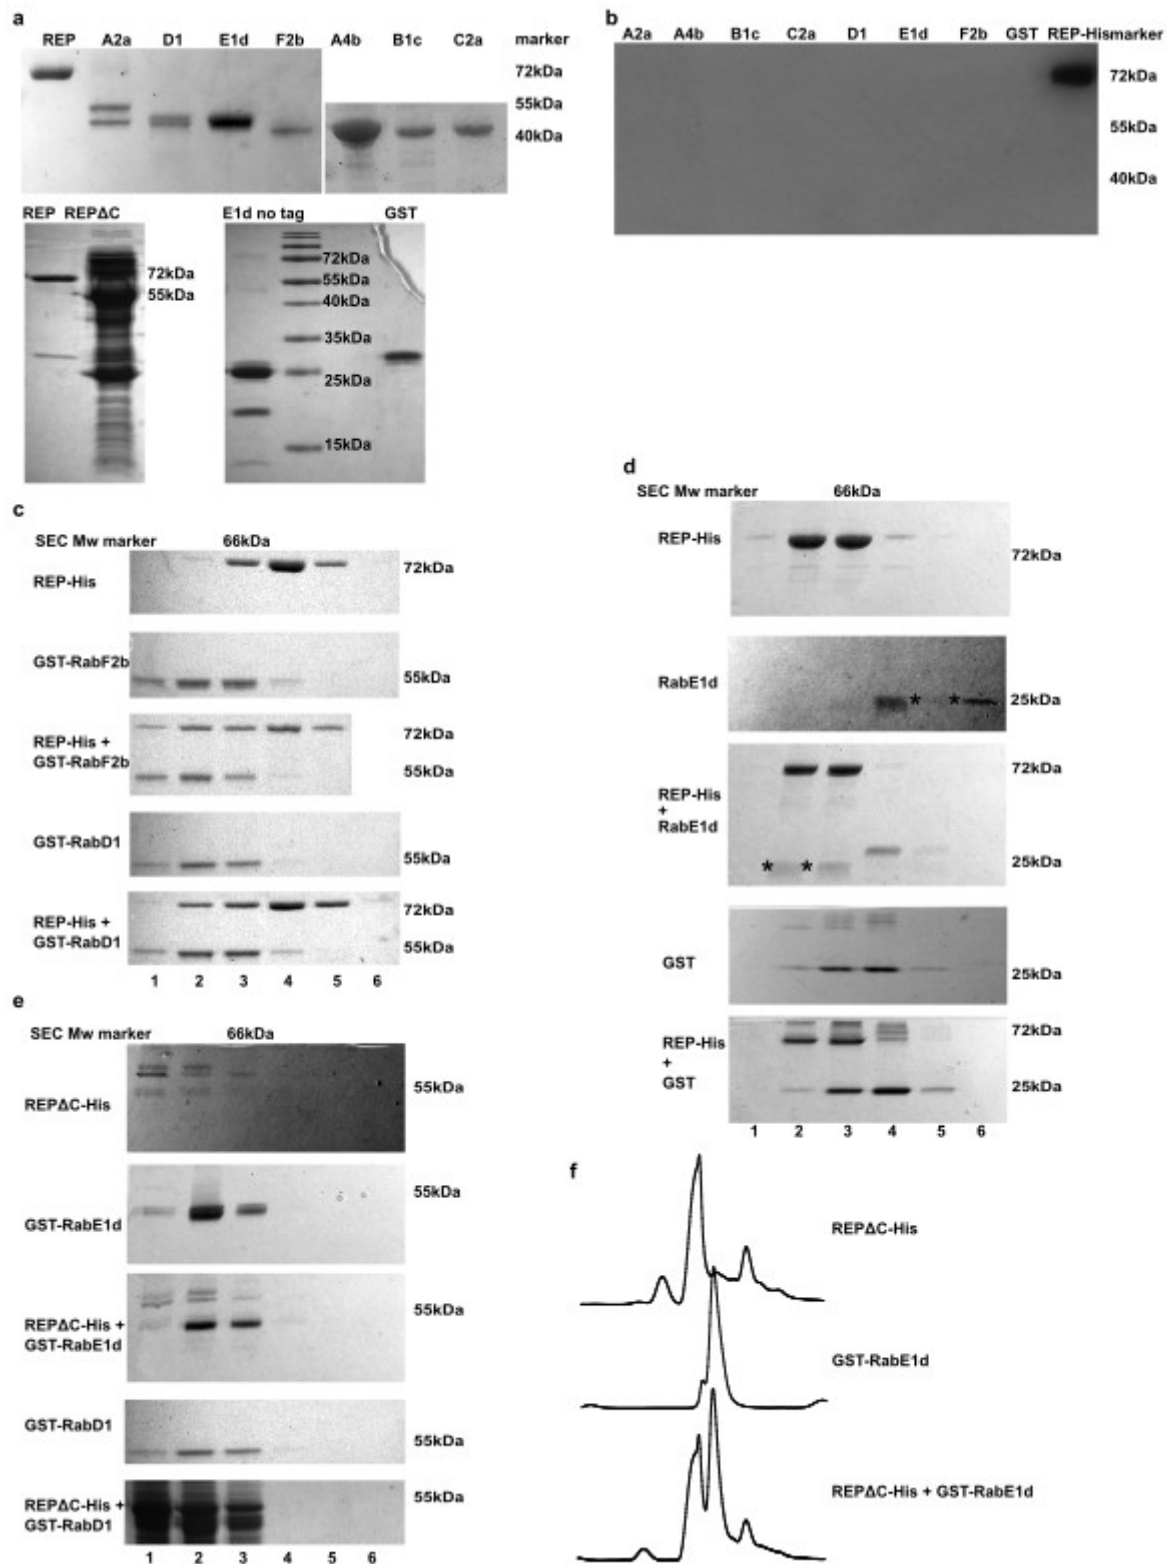 a
REP A2a D1 E1d F2b A4b B1c C2a marker
72kDa
55kDa
40kDa
REP REPΔC
72kDa
55kDa
E1d no tag GST
72kDa
55kDa
40kDa
35kDa
25kDa
15kDa
b
A2a A4b B1c C2a D1 E1d F2b GST REP-Hismarker
72kDa
55kDa
40kDa
c
SEC Mw marker 66kDa
REP-His 72kDa
GST-RabF2b 55kDa
REP-His + 72kDa
GST-RabF2b 55kDa
GST-RabD1 55kDa
REP-His + 72kDa
GST-RabD1 55kDa
1 2 3 4 5 6
d
SEC Mw marker 66kDa
REP-His 72kDa
RabE1d * * 25kDa
72kDa
REP-His
+
RabE1d
* * 25kDa
GST 25kDa
72kDa
REP-His
+
GST 25kDa
1 2 3 4 5 6
e
SEC Mw marker 66kDa
REPΔC-His 55kDa
GST-RabE1d 55kDa
REPΔC-His + 55kDa
GST-RabE1d
GST-RabD1 55kDa
REPΔC-His + 55kDa
GST-RabD1
1 2 3 4 5 6
f
REPΔC-His
GST-RabE1d
REPΔC-His + GST-RabE1d